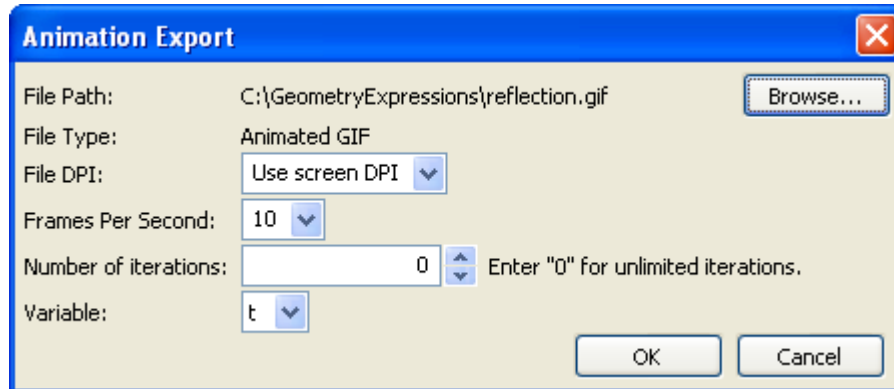 Animation Export
File Path: C:\GeometryExpressions\reflection.gif Browse...
File Type: Animated GIF
File DPI: Use screen DPI
Frames Per Second: 10
Number of iterations: 0 Enter "0" for unlimited iterations.
Variable: t
OK Cancel